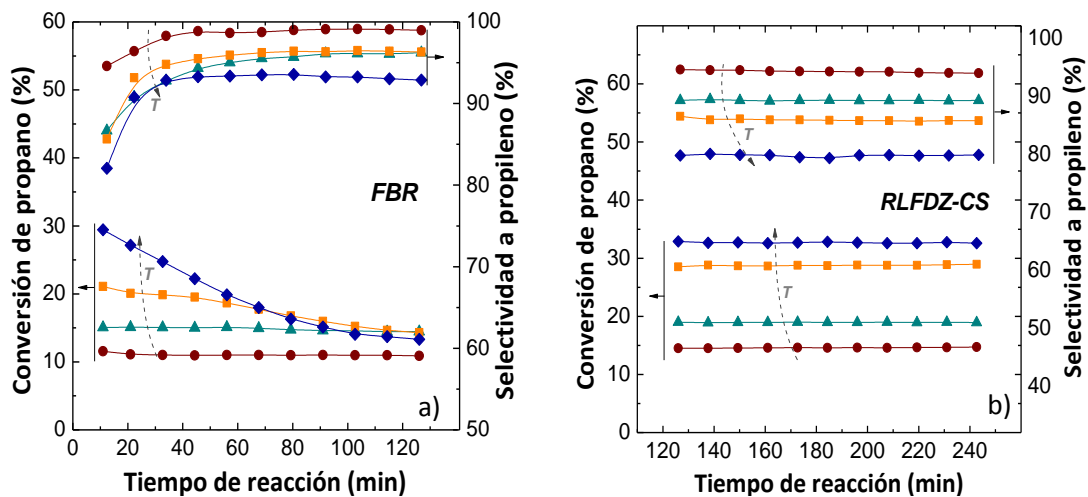 Conversión de propano (%)
60
50
40
30
20
10
0
0 20 40 60 80 100 120 140
Tiempo de reacción (min)
100
90
80
70
60
50
Selectividad a propileno (%)
T
FBR
T
a)
Conversión de propano (%)
60
50
40
30
20
10
0
120 140 160 180 200 220 240
Tiempo de reacción (min)
100
90
80
70
60
50
40
Selectividad a propileno (%)
T
RLFDZ-CS
T
b)